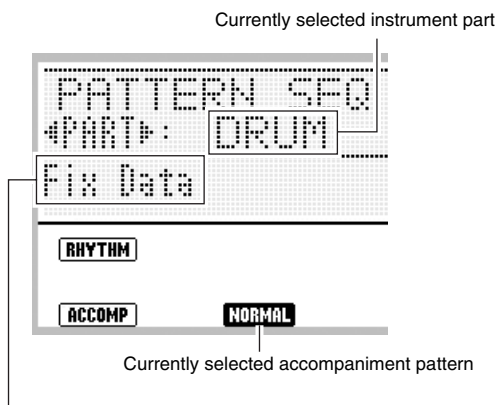 Currently selected instrument part
PATTERN SEQ
◀PART▶: DRUM
Fix Data
RHYTHM
ACCOMP NORMAL
Currently selected accompaniment pattern